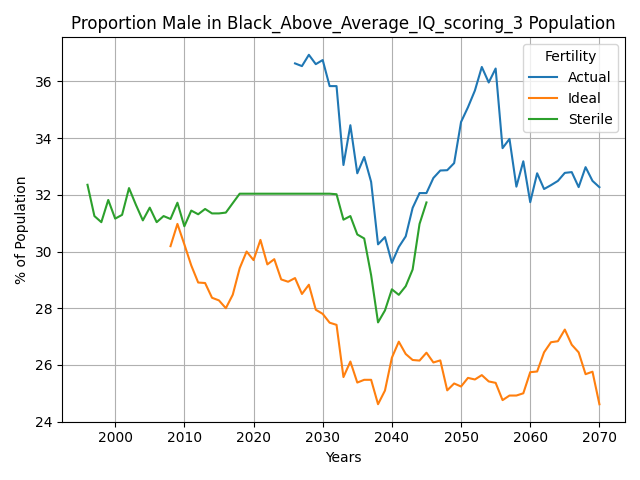 Proportion Male in Black_Above_Average_IQ_scoring_3 Population
Fertility
Actual
Ideal
Sterile
% of Population
36
34
32
30
28
26
24
2000 2010 2020 2030 2040 2050 2060 2070
Years